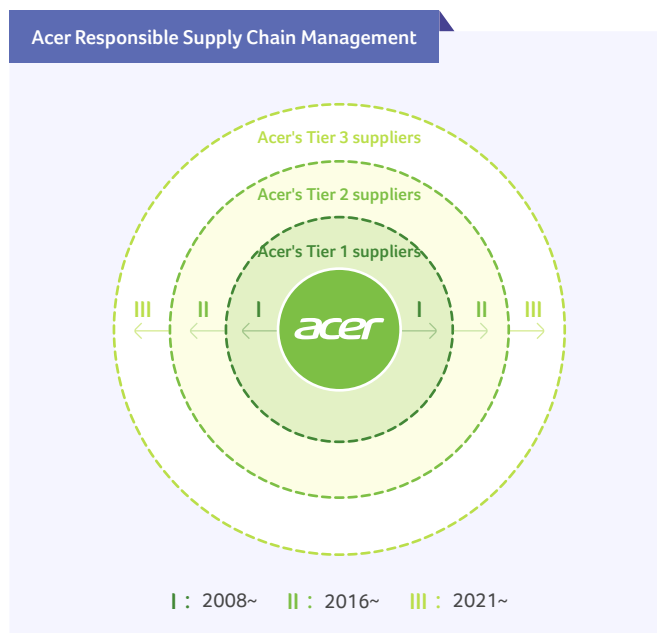 Acer Responsible Supply Chain Management
Acer's Tier 3 suppliers
Acer's Tier 2 suppliers
Acer's Tier 1 suppliers
III II I acer I II III
I : 2008~ II : 2016~ III : 2021~